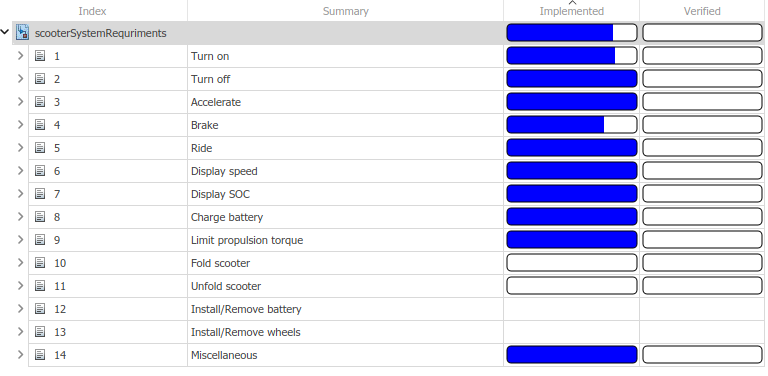 Index Summary Implemented Verified
scooterSystemRequriments
1 Turn on
2 Turn off
3 Accelerate
4 Brake
5 Ride
6 Display speed
7 Display SOC
8 Charge battery
9 Limit propulsion torque
10 Fold scooter
11 Unfold scooter
12 Install/Remove battery
13 Install/Remove wheels
14 Miscellaneous